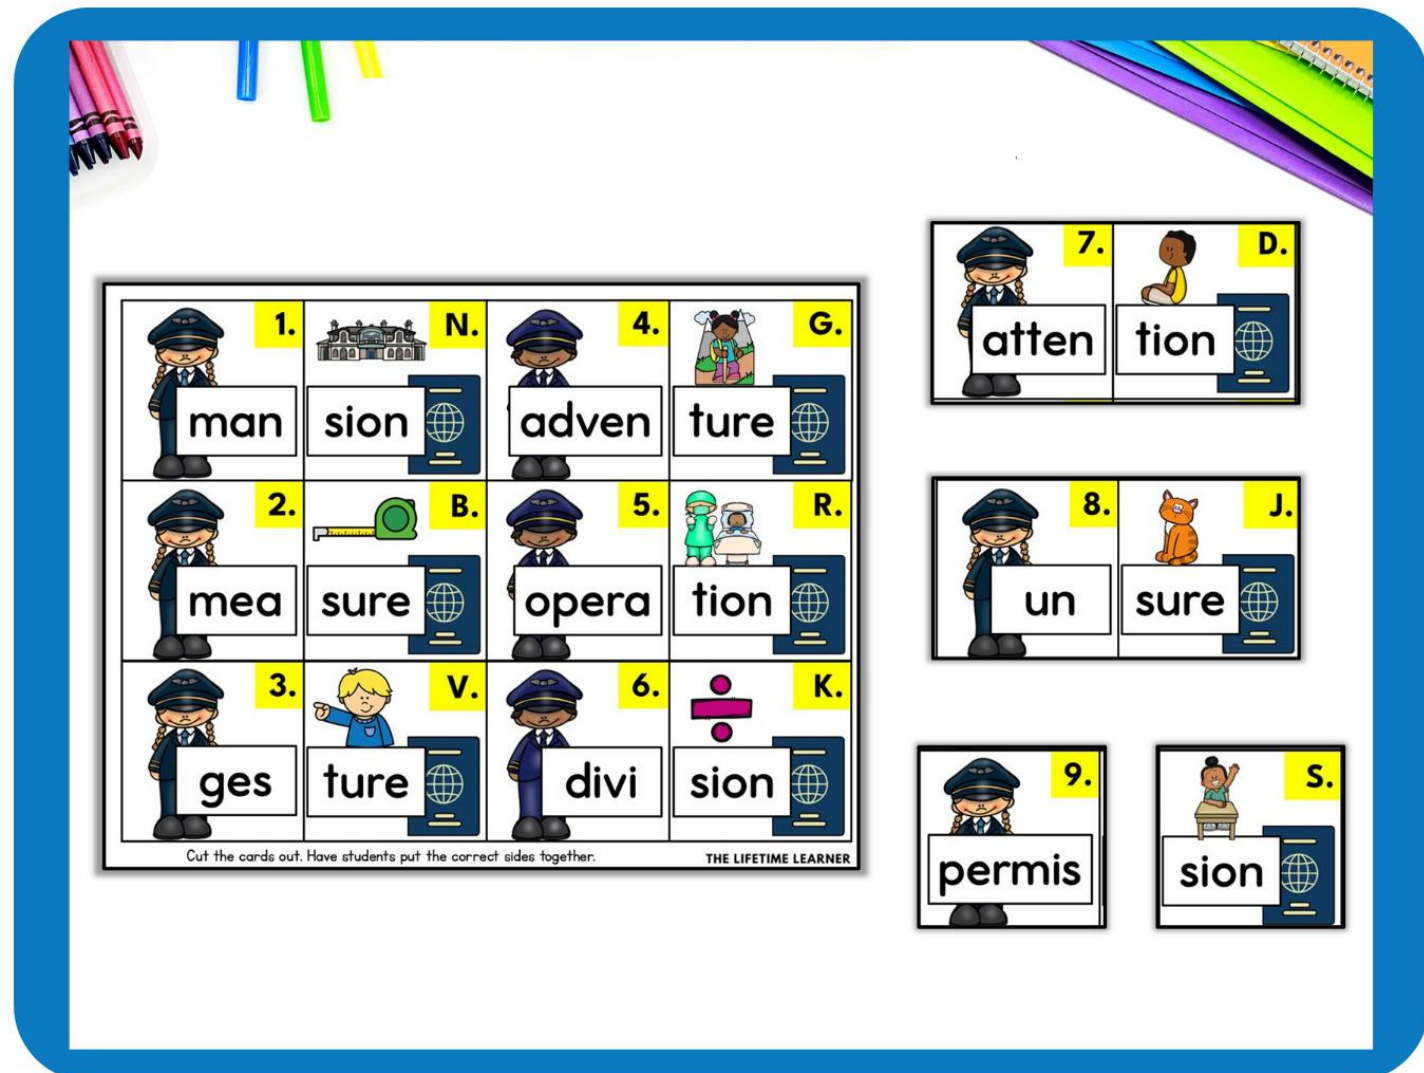 1. N. 4. G.
man sion adven ture
2. B. 5. R.
mea sure opera tion
3. V. 6. K.
ges ture divi sion
Cut the cards out. Have students put the correct sides together. THE LIFETIME LEARNER
7. D.
atten tion
8. J.
un sure
9. S.
permis sion